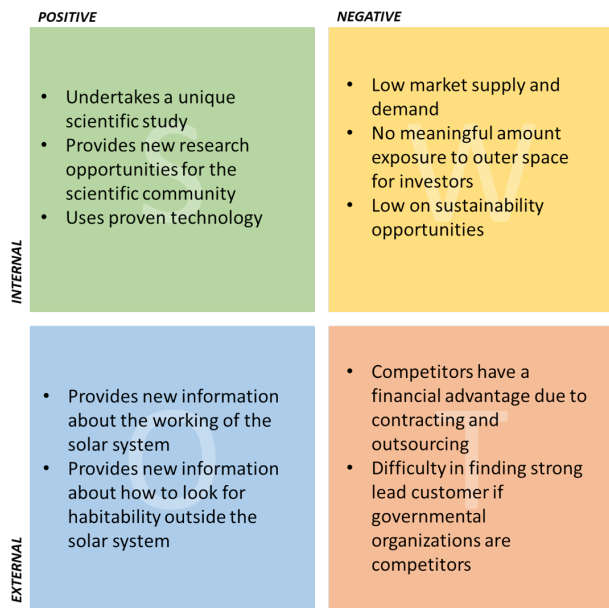 POSITIVE
NEGATIVE
INTERNAL
S
• Undertakes a unique
scientific study
• Provides new research
opportunities for the
scientific community
• Uses proven technology
W
• Low market supply and
demand
• No meaningful amount
exposure to outer space
for investors
• Low on sustainability
opportunities
EXTERNAL
O
• Provides new information
about the working of the
solar system
• Provides new information
about how to look for
habitability outside the
solar system
T
• Competitors have a
financial advantage due to
contracting and
outsourcing
• Difficulty in finding strong
lead customer if
governmental
organizations are
competitors